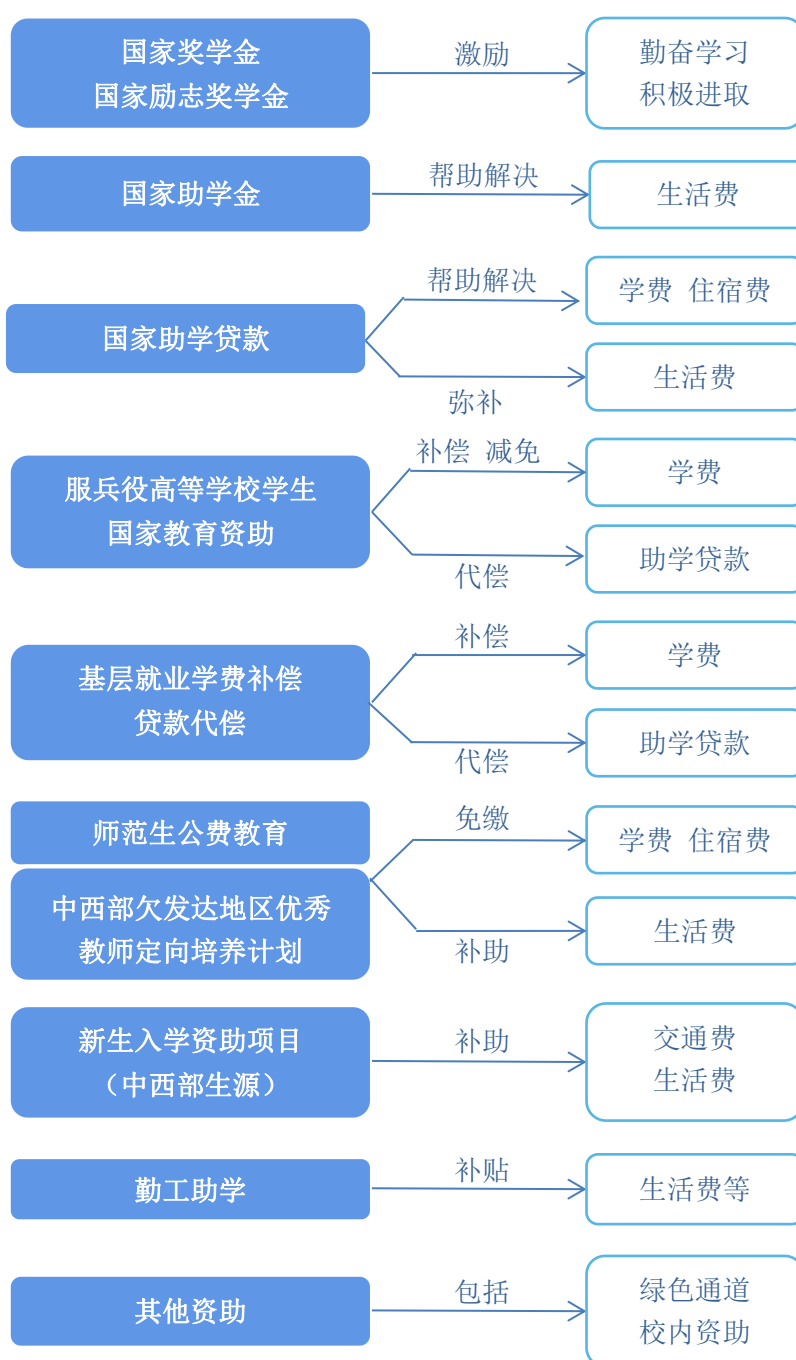 国家奖学金
国家励志奖学金
激励
勤奋学习
积极进取
国家助学金
帮助解决
生活费
国家助学贷款
帮助解决
学费 住宿费
弥补
生活费
服兵役高等学校学生
国家教育资助
补偿 减免
学费
代偿
助学贷款
基层就业学费补偿
贷款代偿
补偿
学费
代偿
助学贷款
师范生公费教育
中西部欠发达地区优秀
教师定向培养计划
免缴
学费 住宿费
补助
生活费
新生入学资助项目
（中西部生源）
补助
交通费
生活费
勤工助学
补贴
生活费等
其他资助
包括
绿色通道
校内资助